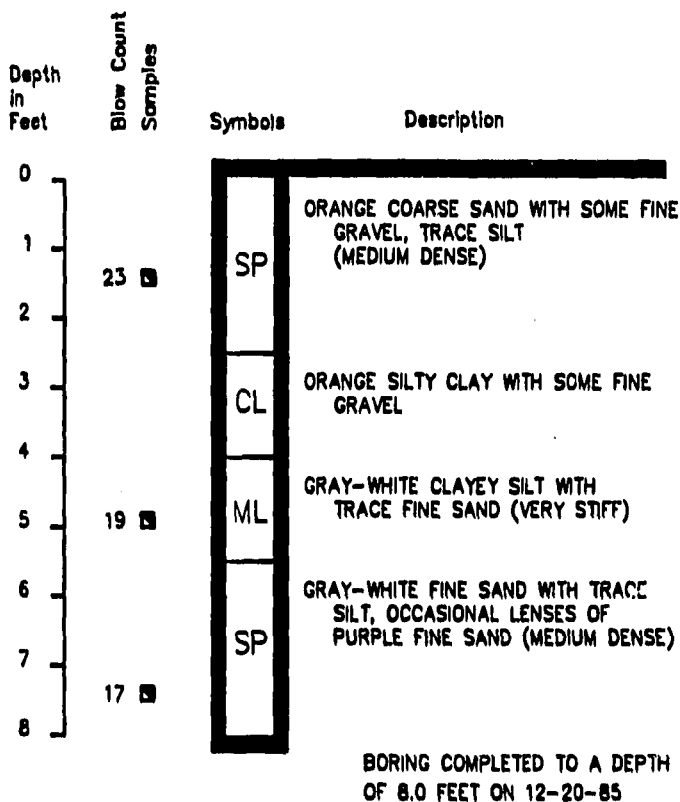 Depth
in
Feet
Blow Count
Samples
Symbols
Description
0
1
2
3
4
5
6
7
8
23
19
17
SP
CL
ML
SP
ORANGE COARSE SAND WITH SOME FINE
GRAVEL, TRACE SILT
(MEDIUM DENSE)
ORANGE SILTY CLAY WITH SOME FINE
GRAVEL
GRAY-WHITE CLAYEY SILT WITH
TRACE FINE SAND (VERY STIFF)
GRAY-WHITE FINE SAND WITH TRACE
SILT, OCCASIONAL LENSES OF
PURPLE FINE SAND (MEDIUM DENSE)
BORING COMPLETED TO A DEPTH
OF 8.0 FEET ON 12-20-85